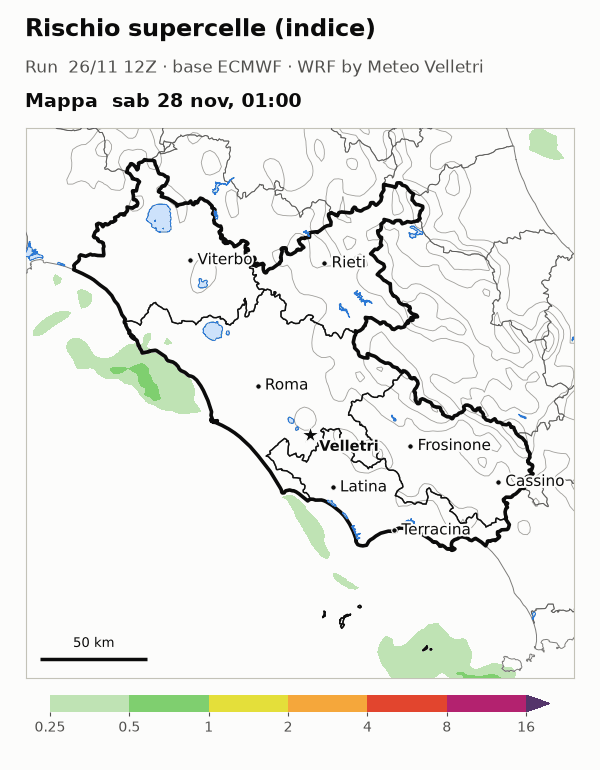 Rischio supercelle (indice)
Run  26/11 12Z · base ECMWF · WRF by Meteo Velletri
Mappa  sab 28 nov, 01:00
Viterbo
Rieti
Roma
Velletri
Frosinone
Latina
Cassino
Terracina
50 km
0.25 0.5 1 2 4 8 16